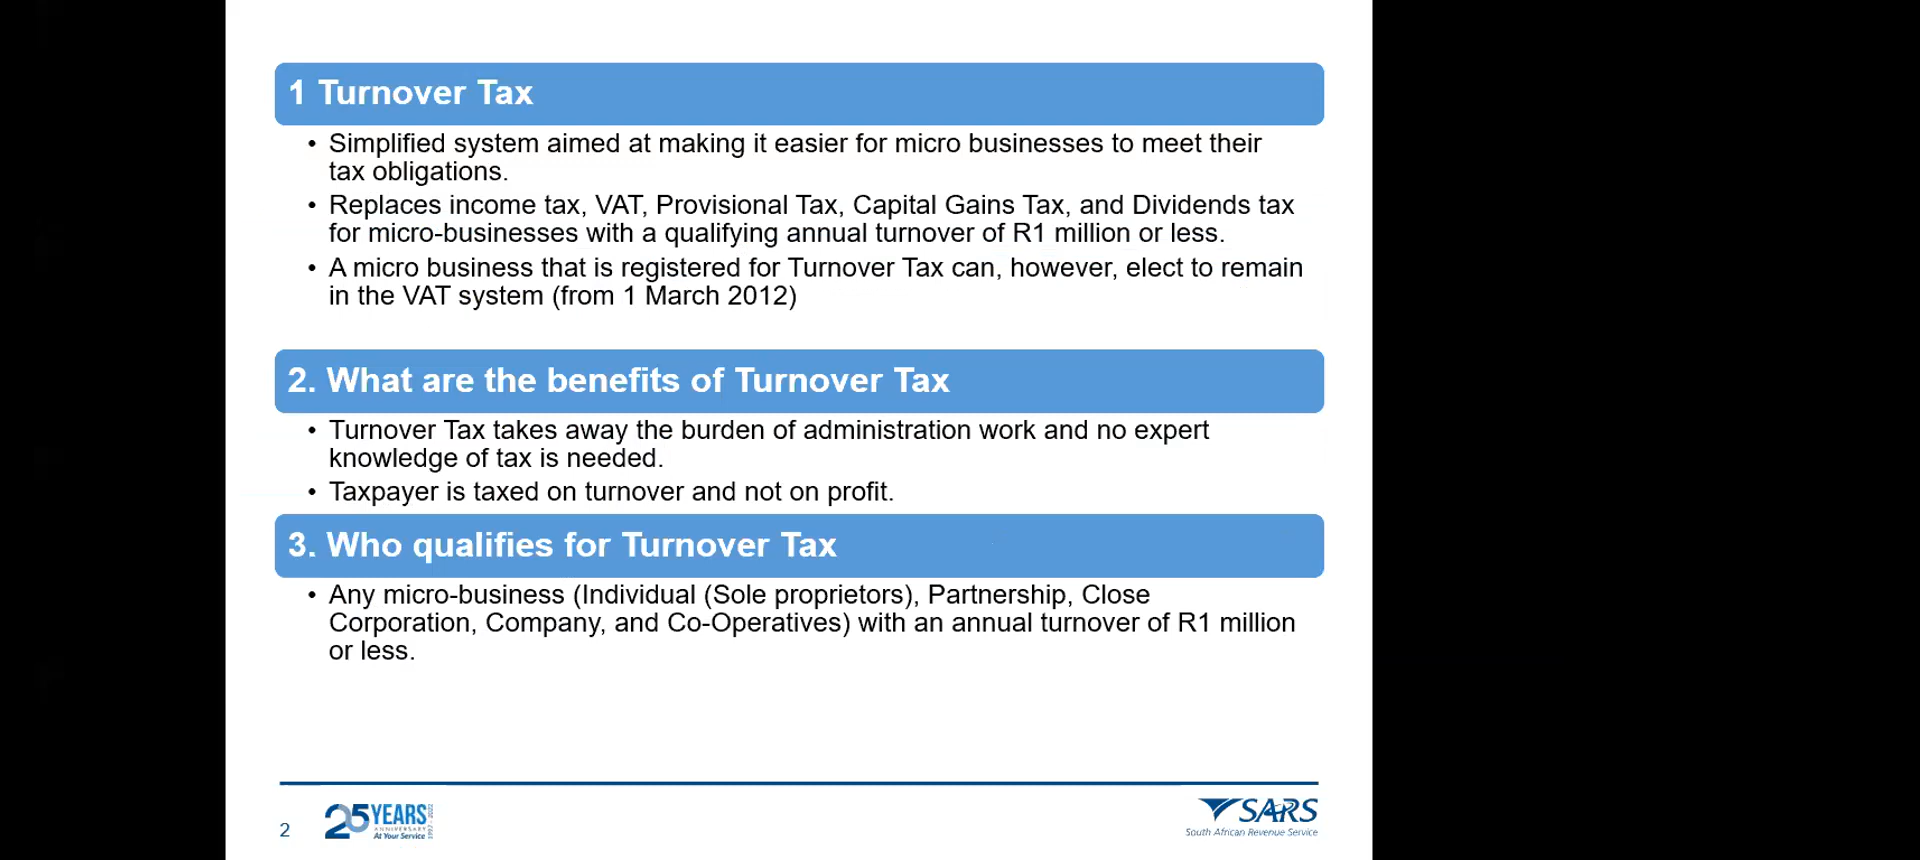 1 Turnover Tax
• Simplified system aimed at making it easier for micro businesses to meet their
tax obligations.
• Replaces income tax, VAT, Provisional Tax, Capital Gains Tax, and Dividends tax
for micro-businesses with a qualifying annual turnover of R1 million or less.
• A micro business that is registered for Turnover Tax can, however, elect to remain
in the VAT system (from 1 March 2012)
2. What are the benefits of Turnover Tax
• Turnover Tax takes away the burden of administration work and no expert
knowledge of tax is needed.
• Taxpayer is taxed on turnover and not on profit.
3. Who qualifies for Turnover Tax
• Any micro-business (Individual (Sole proprietors), Partnership, Close
Corporation, Company, and Co-Operatives) with an annual turnover of R1 million
or less.
2
25 YEARS
ANNIVERSARY
At Your Service
1997 - 2022
SARS
South African Revenue Service